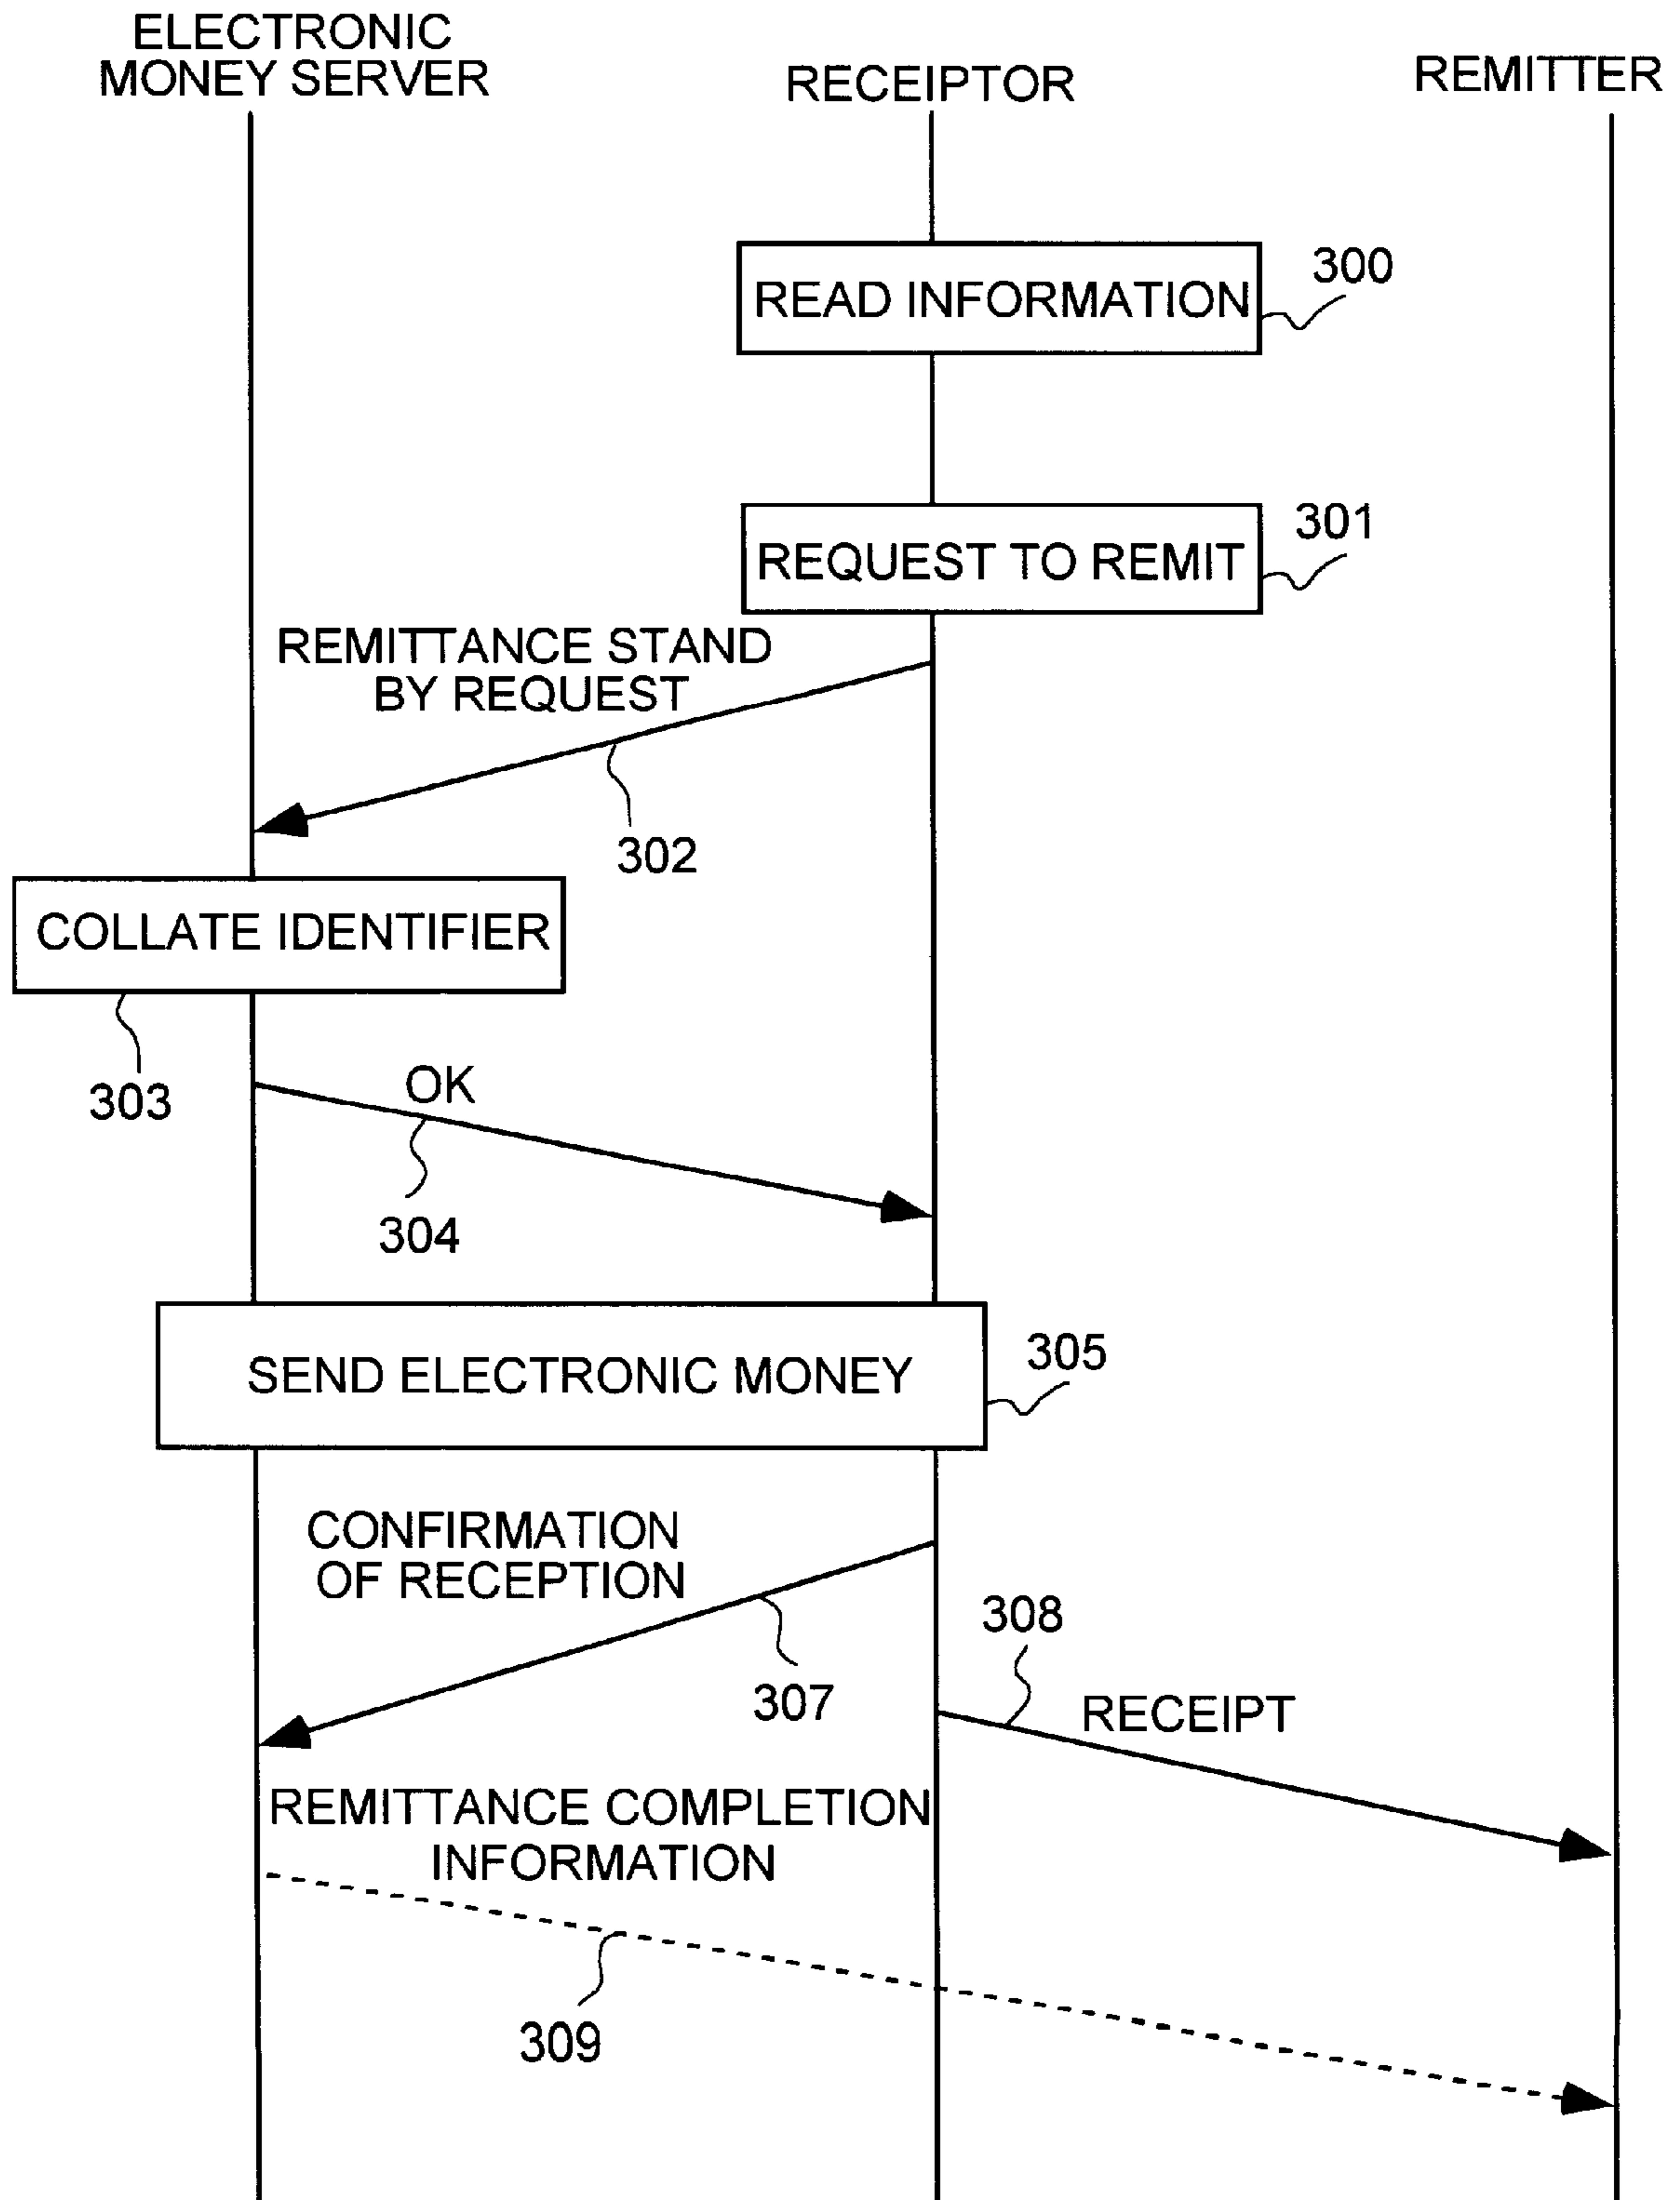 ELECTRONIC
MONEY SERVER
RECEIPTOR
REMITTER
READ INFORMATION
300
REQUEST TO REMIT
301
REMITTANCE STAND
BY REQUEST
302
COLLATE IDENTIFIER
303
OK
304
SEND ELECTRONIC MONEY
305
CONFIRMATION
OF RECEPTION
307
308
RECEIPT
REMITTANCE COMPLETION
INFORMATION
309